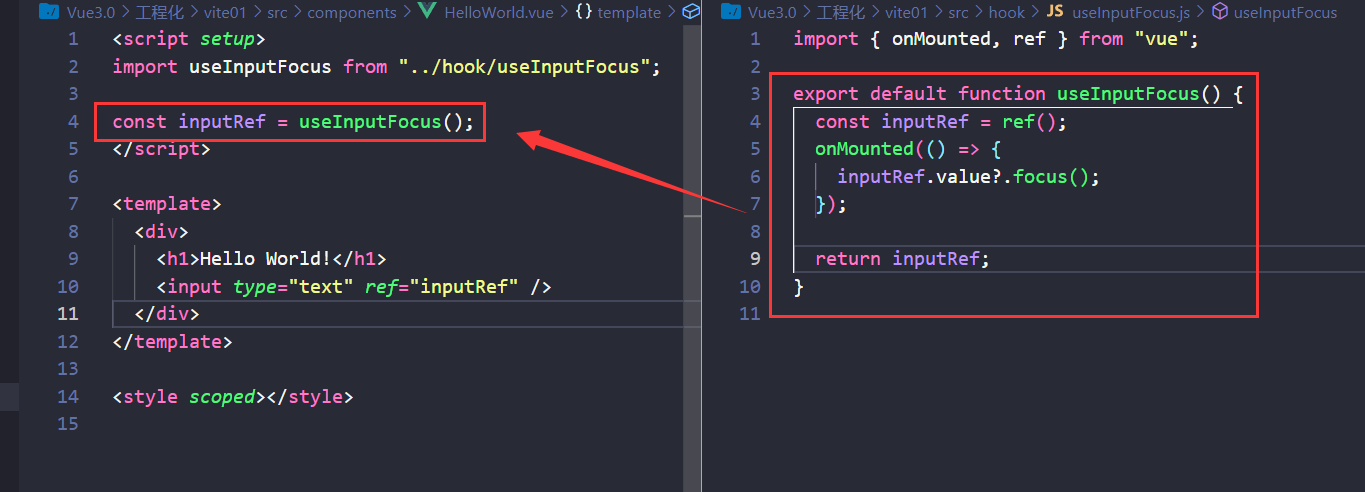 Vue3.0 > 工程化 > vite01 > src > components > HelloWorld.vue > {} template >
1 <script setup>
2 import useInputFocus from "../hook/useInputFocus";
3
4 const inputRef = useInputFocus();
5 </script>
6
7 <template>
8   <div>
9     <h1>Hello World!</h1>
10     <input type="text" ref="inputRef" />
11   </div>
12 </template>
13
14 <style scoped></style>
15
Vue3.0 > 工程化 > vite01 > src > hook > JS useInputFocus.js > useInputFocus
1 import { onMounted, ref } from "vue";
2
3 export default function useInputFocus() {
4   const inputRef = ref();
5   onMounted(() => {
6     inputRef.value?.focus();
7   });
8
9   return inputRef;
10 }
11